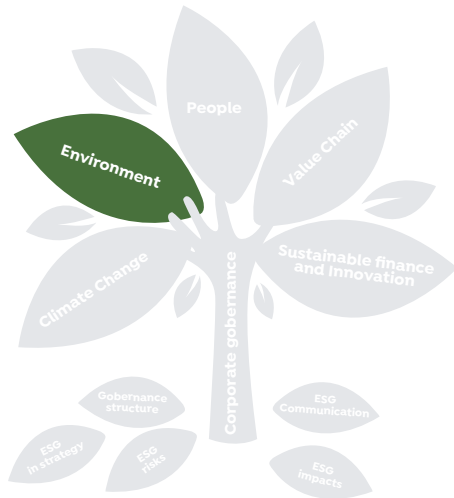 People
Environment
Value Chain
Climate Change
Sustainable finance
and Innovation
Corporate gobernance
Gobernance
structure
ESG
Communication
ESG
in strategy
ESG
risks
ESG
impacts